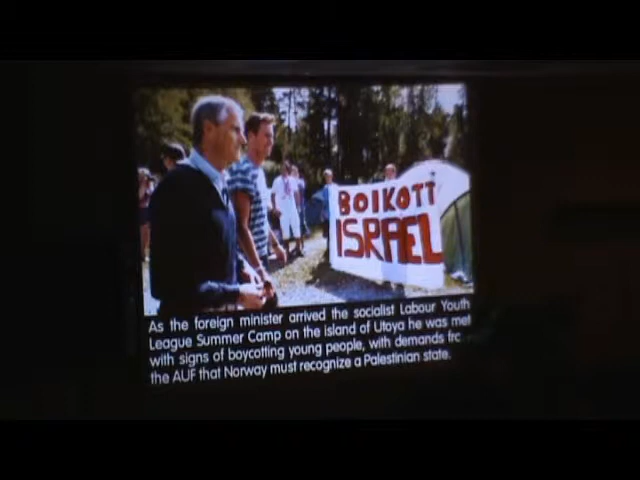 BOIKOTT
ISRAEL
As the foreign minister arrived the socialist Labour Youth
League Summer Camp on the island of Utoya he was met
with signs of boycotting young people, with demands frc
the AUF that Norway must recognize a Palestinian state.